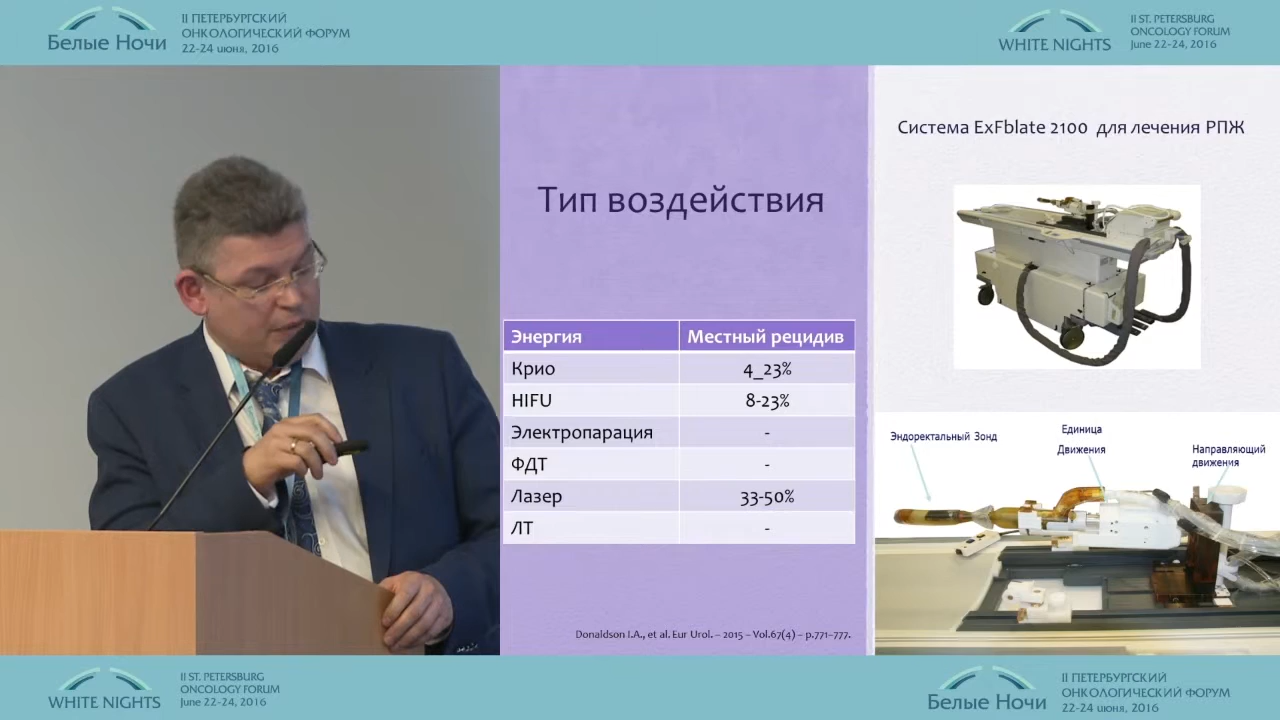 Белые Ночи
II ПЕТЕРБУРГСКИЙ
ОНКОЛОГИЧЕСКИЙ ФОРУМ
22-24 июня, 2016
WHITE NIGHTS
II ST. PETERSBURG
ONCOLOGY FORUM
June 22-24, 2016
Тип воздействия
Энергия Местный рецидив
Крио 4_23%
HIFU 8-23%
Электропарация -
ФДТ -
Лазер 33-50%
ЛТ -
Donaldson I.A., et al. Eur Urol. – 2015 – Vol.67(4) – p.771–777.
Система ExFblate 2100 для лечения РПЖ
Эндоректальный Зонд
Единица
Движения
Направляющий
движения
WHITE NIGHTS
II ST. PETERSBURG
ONCOLOGY FORUM
June 22-24, 2016
Белые Ночи
II ПЕТЕРБУРГСКИЙ
ОНКОЛОГИЧЕСКИЙ ФОРУМ
22-24 июня, 2016